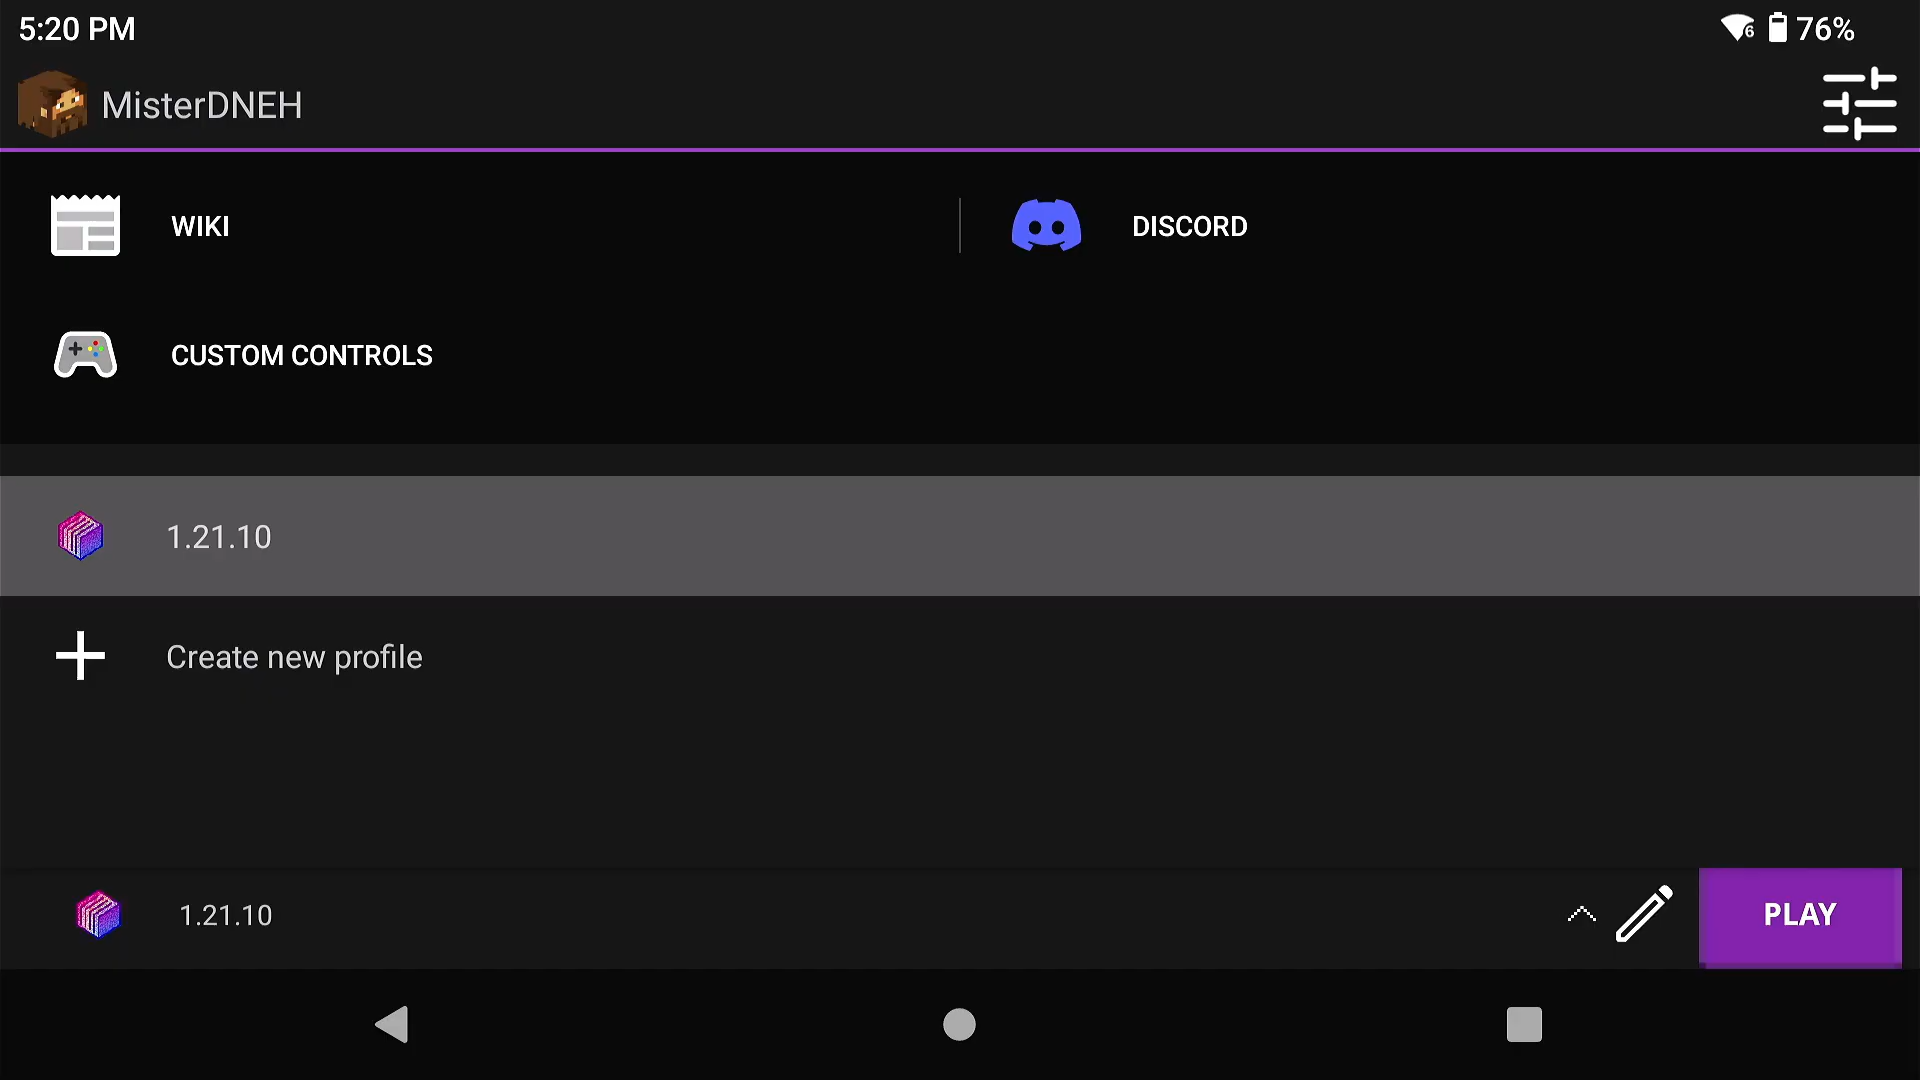 5:20 PM
6 76%
MisterDNEH
WIKI
DISCORD
CUSTOM CONTROLS
1.21.10
Create new profile
1.21.10
PLAY